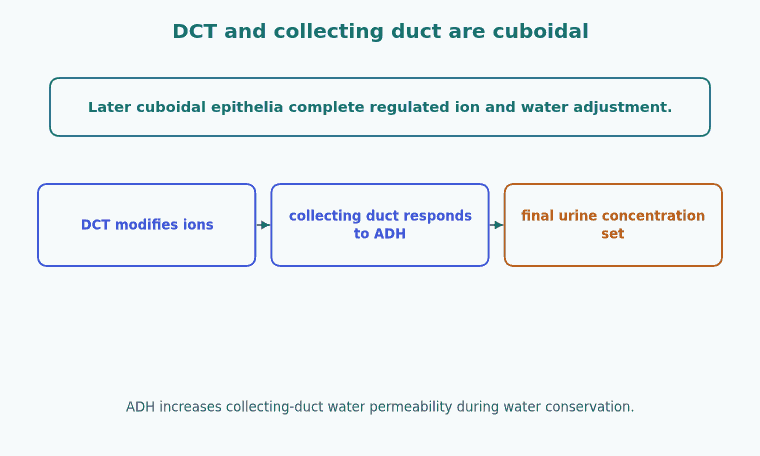 DCT and collecting duct are cuboidal
Later cuboidal epithelia complete regulated ion and water adjustment.
DCT modifies ions
collecting duct responds
to ADH
final urine concentration
set
ADH increases collecting-duct water permeability during water conservation.